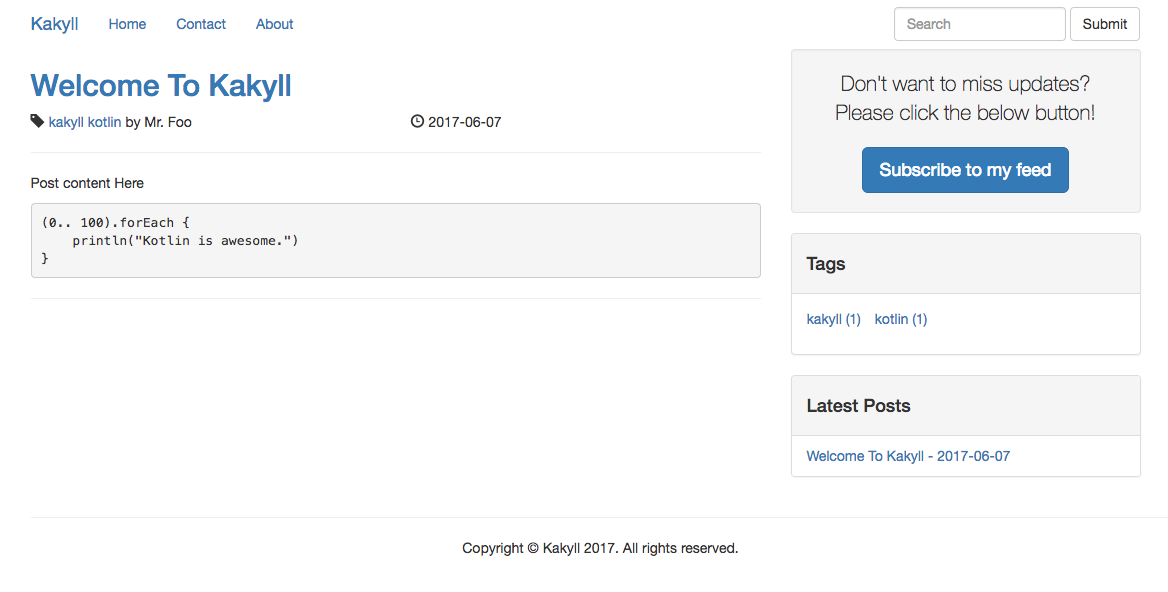 Kakyll Home Contact About Search Submit
Welcome To Kakyll
kakyll kotlin by Mr. Foo 2017-06-07
Post content Here
(0.. 100).forEach {
    println("Kotlin is awesome.")
}
Don't want to miss updates?
Please click the below button!
Subscribe to my feed
Tags
kakyll (1) kotlin (1)
Latest Posts
Welcome To Kakyll - 2017-06-07
Copyright © Kakyll 2017. All rights reserved.